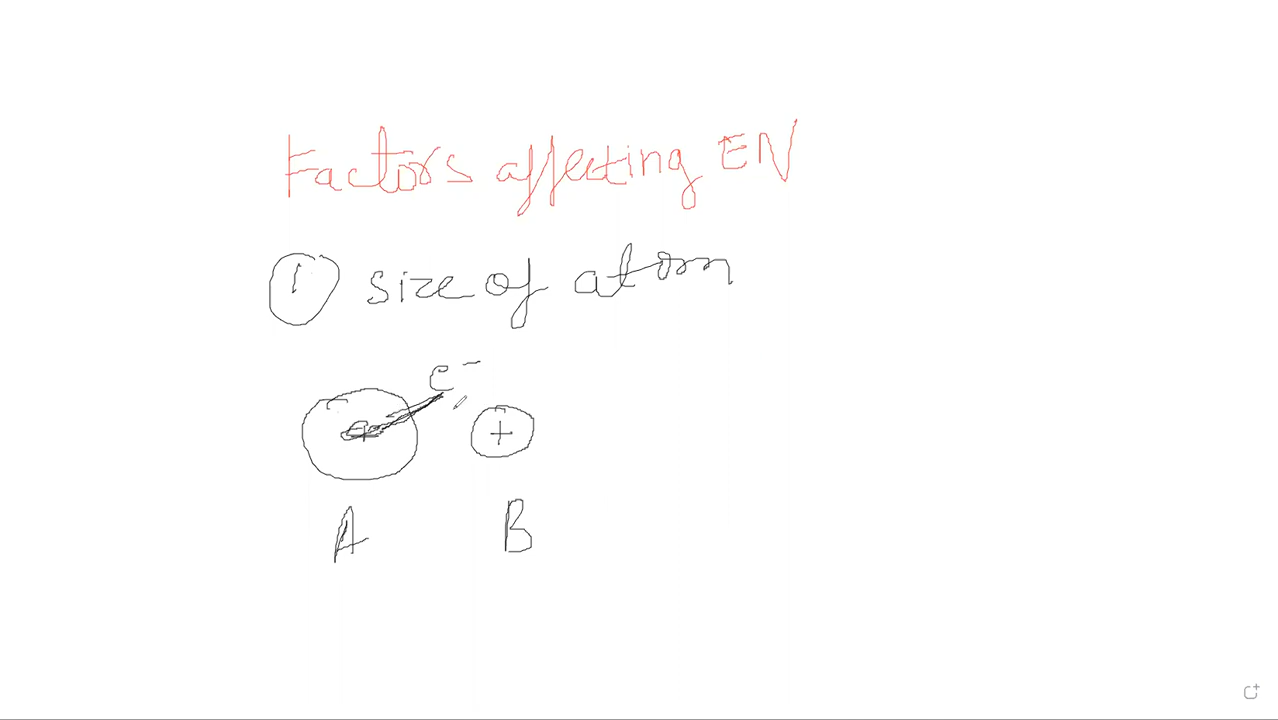 Factors affecting EN
1 size of atom
e⁻
+ +
A B